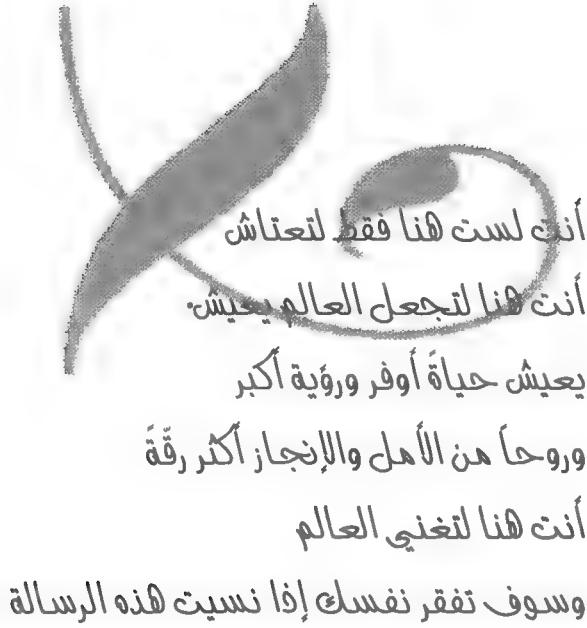 أنت لست هنا فقط لتعتاش
أنت هنا لتجعل العالم يعيش.
يعيش حياةً أوفر ورؤية أكبر
وروحاً من الأمل والإنجاز أكثر رقّةً
أنت هنا لتغني العالم
وسوف تفقر نفسك إذا نسيت هذه الرسالة